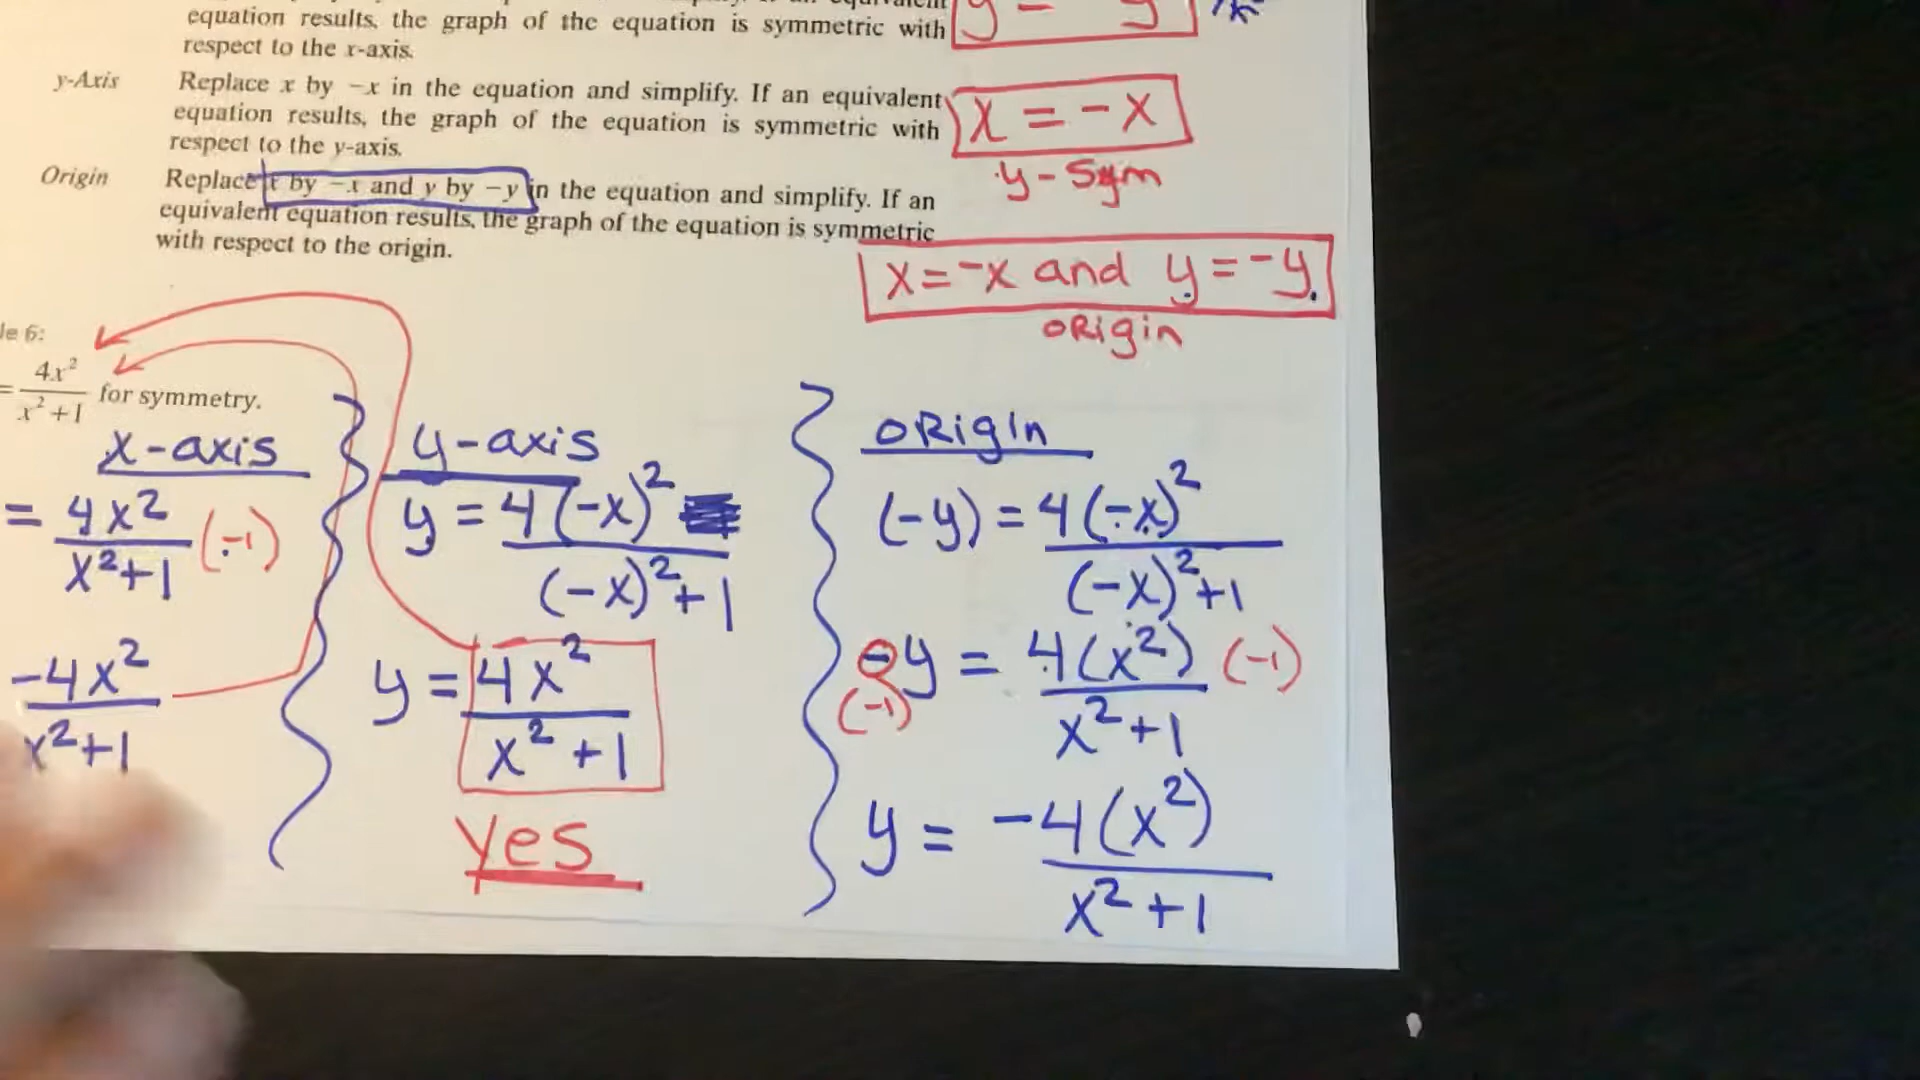 equation results, the graph of the equation is symmetric with
respect to the x-axis.
y-Axis
Replace x by −x in the equation and simplify. If an equivalent
equation results, the graph of the equation is symmetric with
respect to the y-axis.
x = -x
y-Sym
Origin
Replace x by −x and y by −y in the equation and simplify. If an
equivalent equation results, the graph of the equation is symmetric
with respect to the origin.
x=-x and y=-y
ORigin
le 6:
= 4x²/(x² + 1) for symmetry.
x-axis
= 4x²/(x²+1) (-1)
-4x²/(x²+1)
y-axis
y = 4(-x)²/((-x)²+1)
y = 4x²/(x²+1)
yes
ORigin
(-y) = 4(-x)²/((-x)²+1)
-y = 4(x²)/(x²+1) (-1)
(-1)
y = -4(x²)/(x²+1)